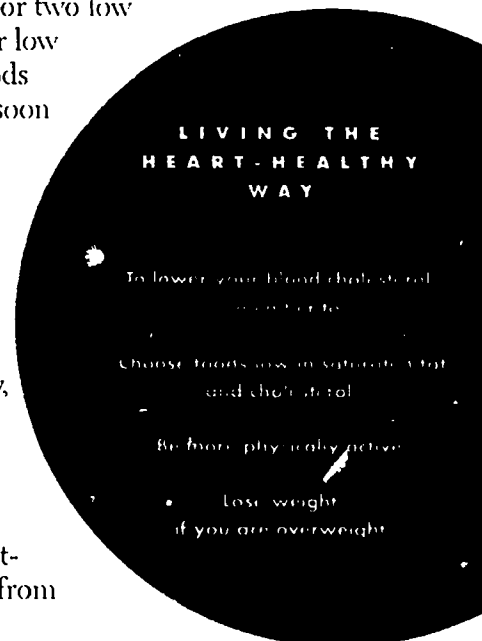 or two low
r low
ds
soon
LIVING THE
HEART-HEALTHY
WAY
To lower your blood cholesterol
Choose foods low in saturated fat
and cholesterol
y,
Be more physically active
Lose weight
if you are overweight
t-
from